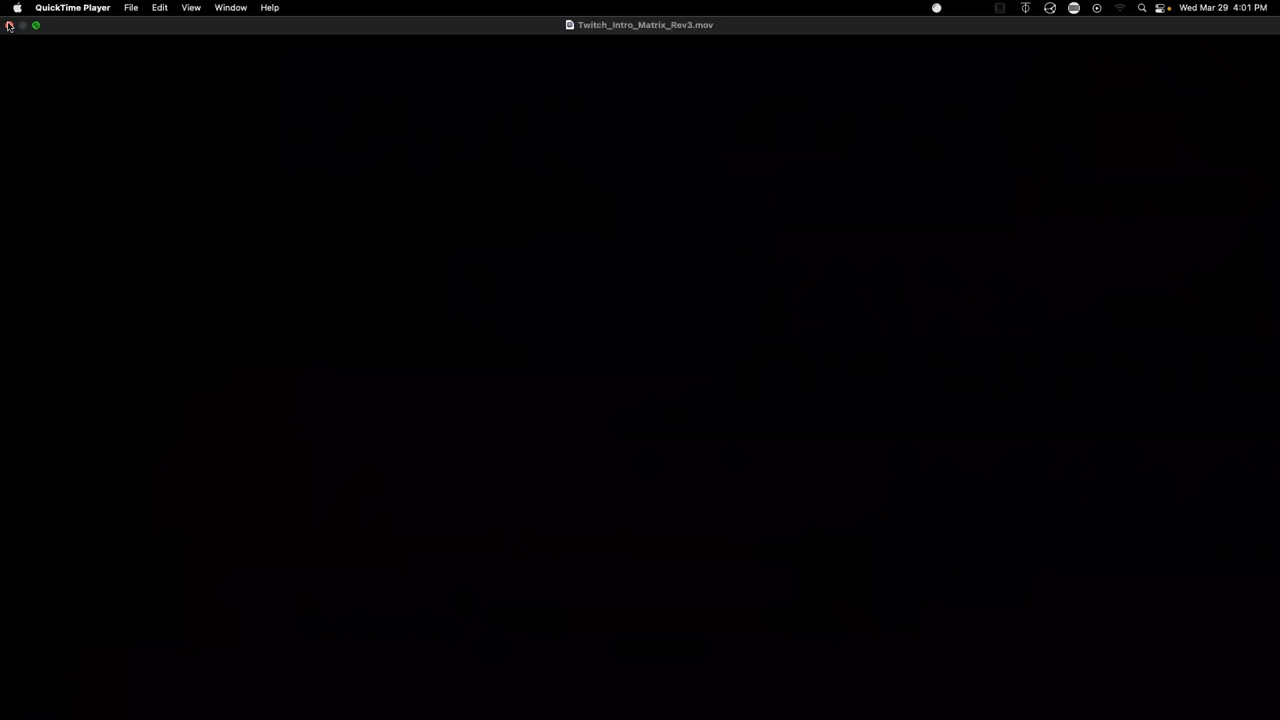 QuickTime Player File Edit View Window Help Wed Mar 29 4:01 PM
Twitch_Intro_Matrix_Rev3.mov